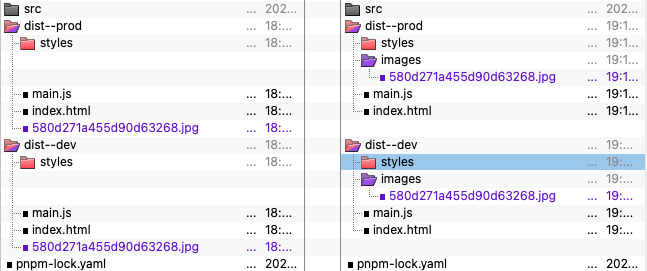 src ... 202...
dist--prod ... 18:...
styles ... 18:...
main.js ... 18:...
index.html ... 18:...
580d271a455d90d63268.jpg ... 18:...
dist--dev ... 18:...
styles ... 18:...
main.js ... 18:...
index.html ... 18:...
580d271a455d90d63268.jpg ... 18:...
pnpm-lock.yaml ... 202...
src ... 202...
dist--prod ... 19:1...
styles ... 19:1...
images ... 19:1...
580d271a455d90d63268.jpg ... 19:1...
main.js ... 19:1...
index.html ... 19:1...
dist--dev ... 19:...
styles ... 19:...
images ... 19:...
580d271a455d90d63268.jpg ... 19:...
main.js ... 19:...
index.html ... 19:...
pnpm-lock.yaml ... 202...